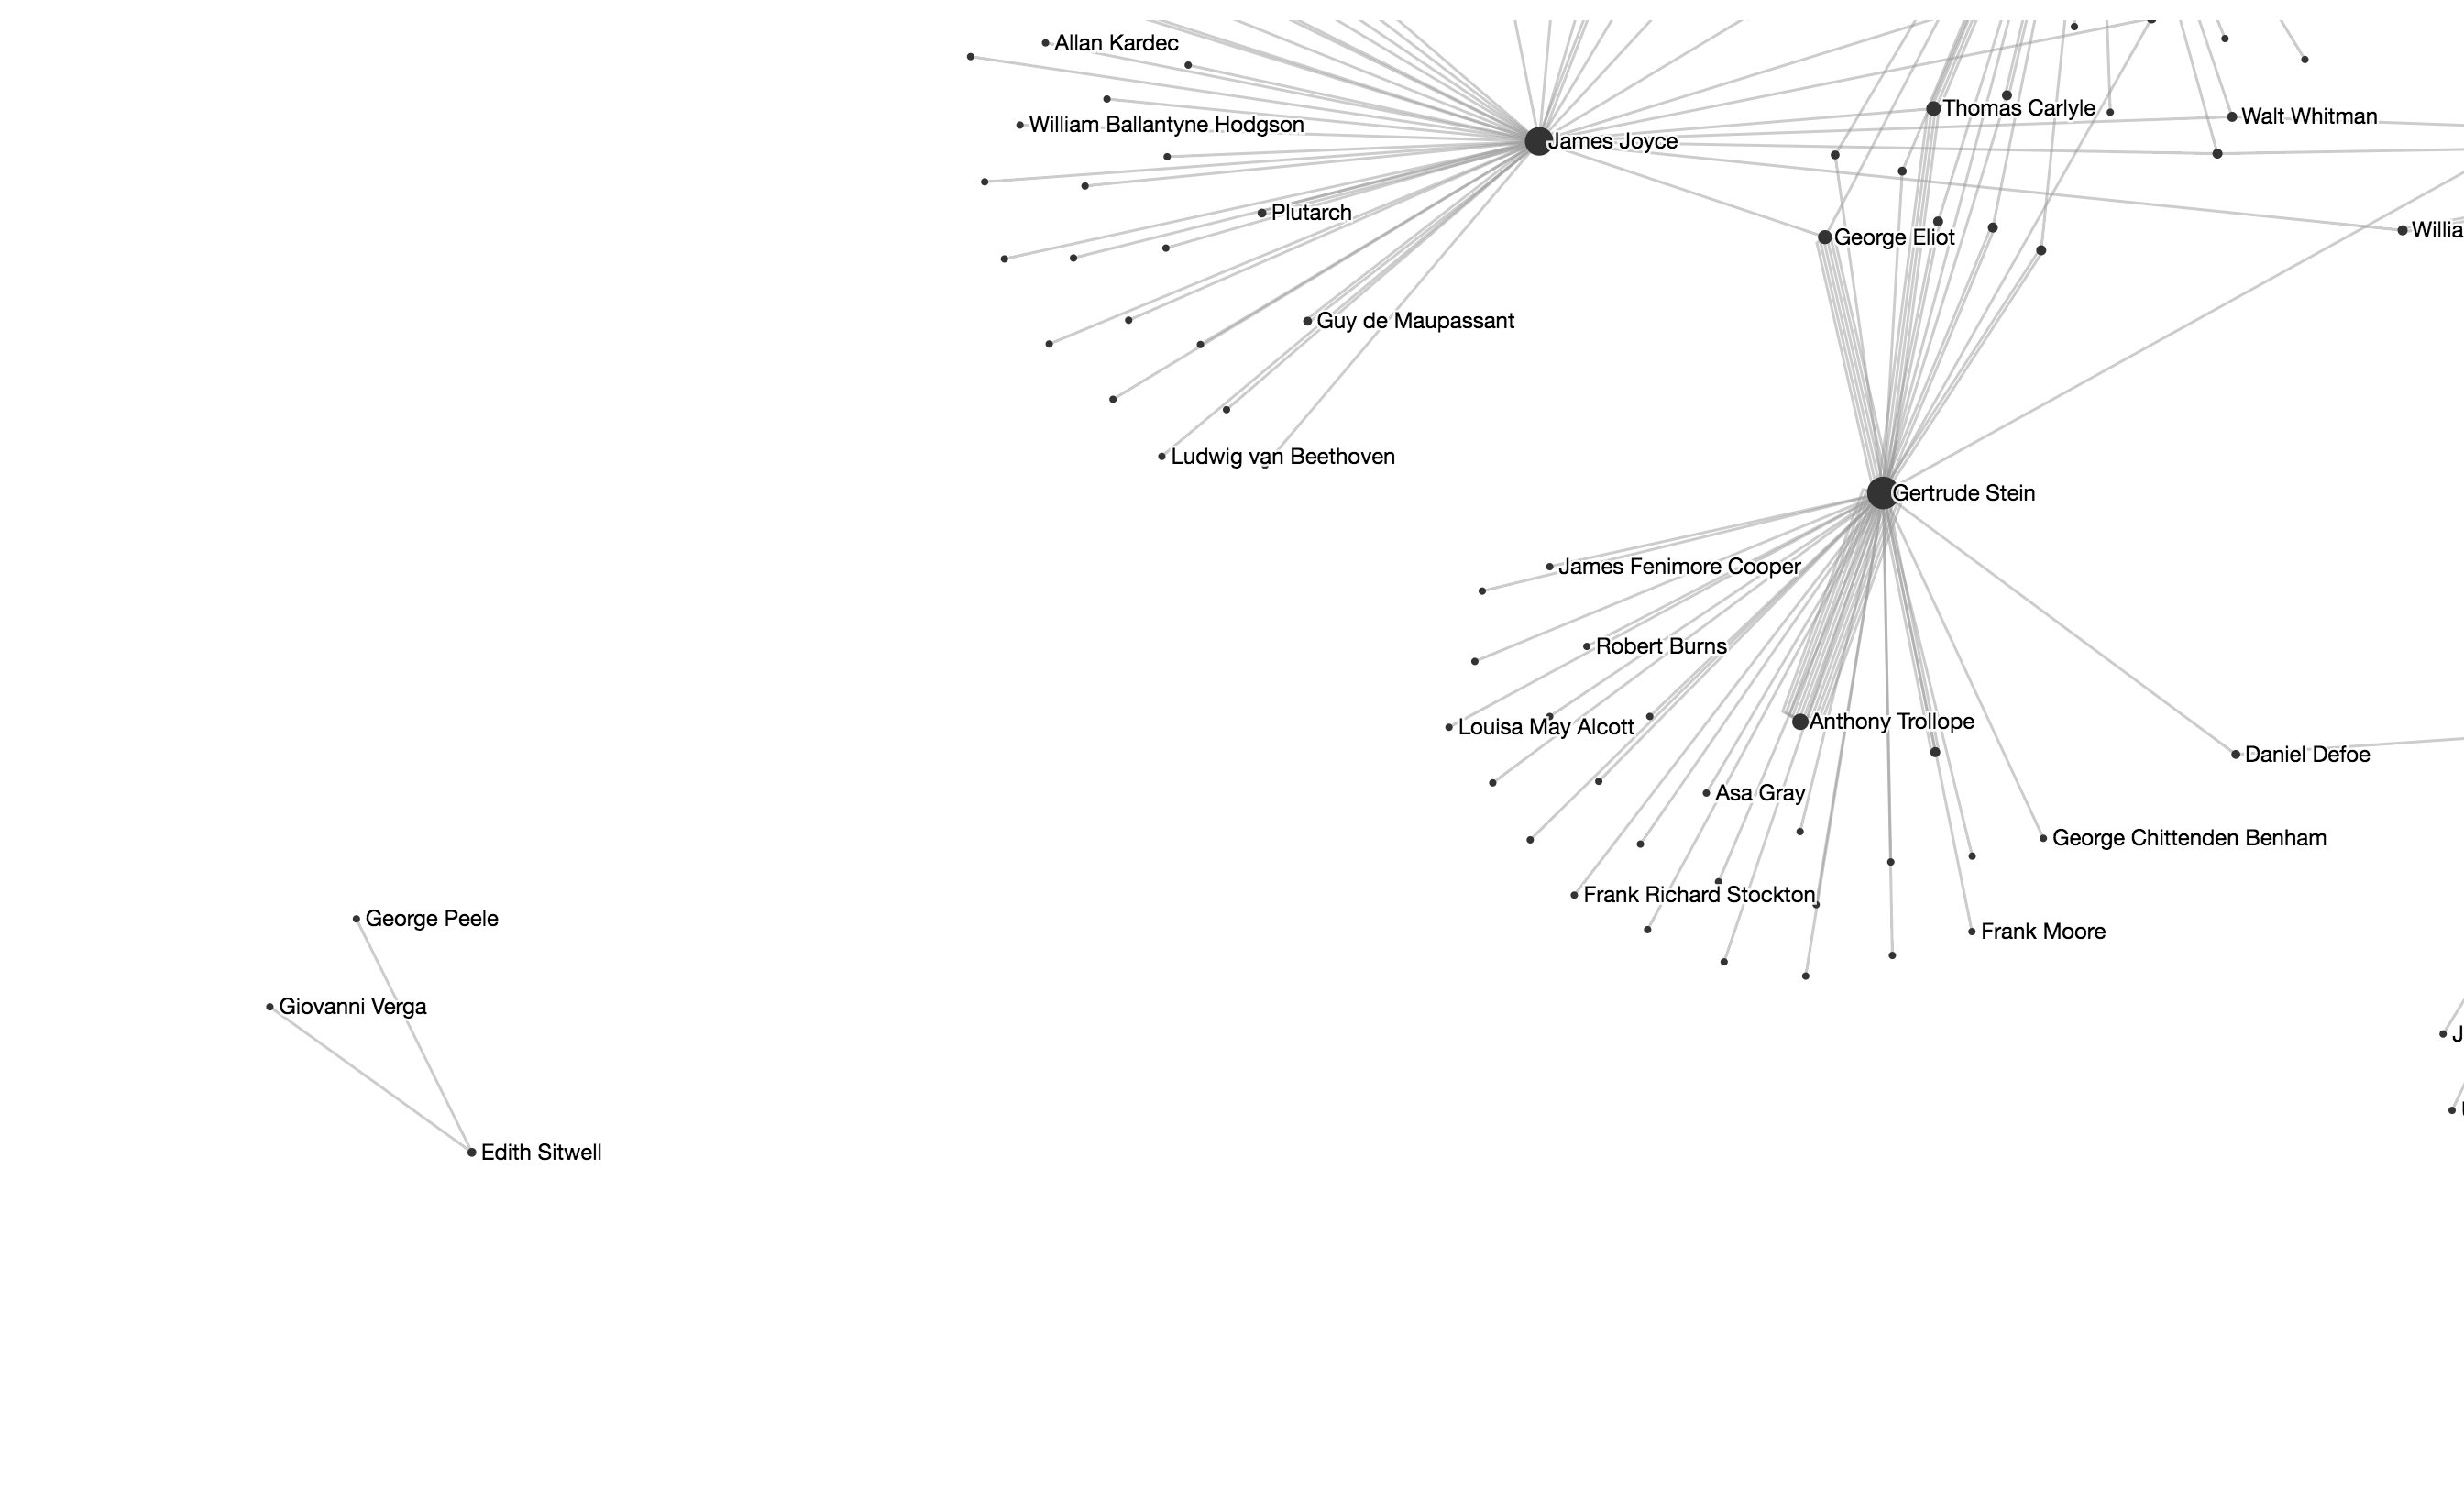 Allan Kardec
Thomas Carlyle
Walt Whitman
William Ballantyne Hodgson
James Joyce
Plutarch
Willia
George Eliot
Guy de Maupassant
Ludwig van Beethoven
Gertrude Stein
James Fenimore Cooper
Robert Burns
Anthony Trollope
Louisa May Alcott
Daniel Defoe
Asa Gray
George Chittenden Benham
Frank Richard Stockton
George Peele
Frank Moore
Giovanni Verga
J
Edith Sitwell